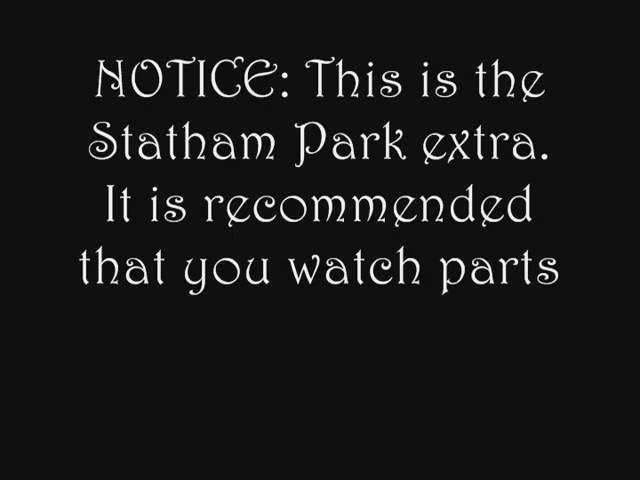 NOTICE: This is the
Statham Park extra.
It is recommended
that you watch parts